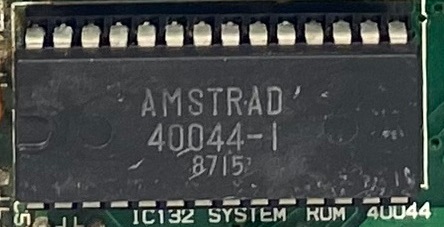 AMSTRAD
40044-1
8715
IC132 SYSTEM ROM 40044